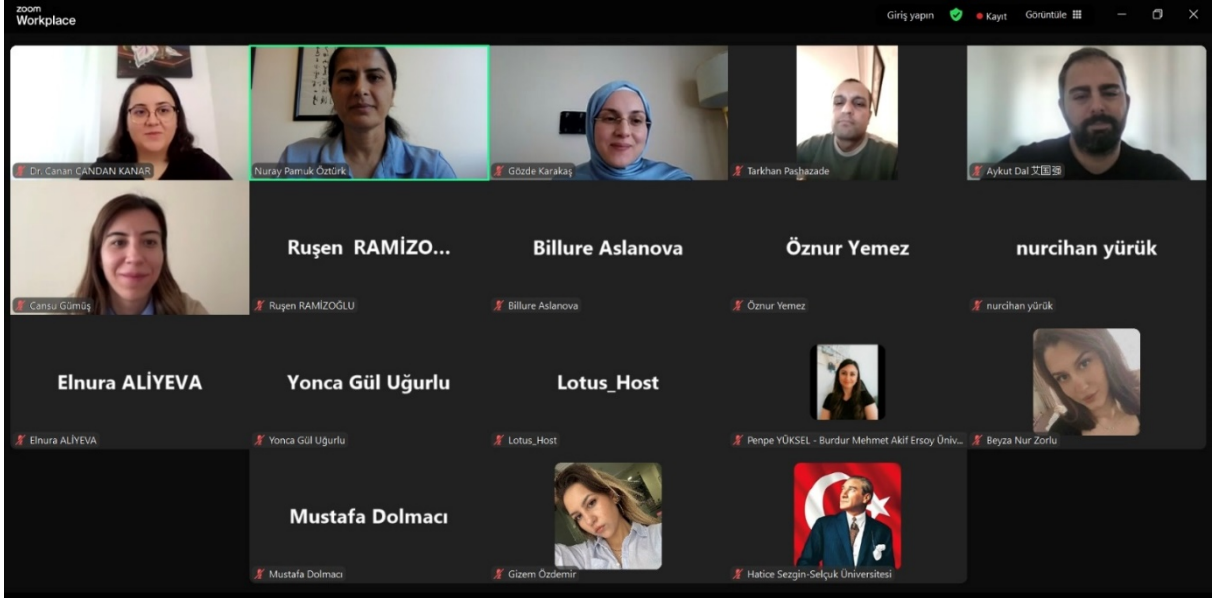 zoom
Workplace
Giriş yapın
Kayıt
Görüntüle
Dr. Canan CANDAN KANAR
Nuray Pamuk Öztürk
Gözde Karakaş
Tarkhan Pashazade
Aykut Dal 艾国强
Cansu Gümüş
Ruşen RAMİZO...
Ruşen RAMİZOĞLU
Billure Aslanova
Billure Aslanova
Öznur Yemez
Öznur Yemez
nurcihan yürük
nurcihan yürük
Elnura ALİYEVA
Elnura ALİYEVA
Yonca Gül Uğurlu
Yonca Gül Uğurlu
Lotus_Host
Lotus_Host
Penpe YÜKSEL - Burdur Mehmet Akif Ersoy Üniv...
Beyza Nur Zorlu
Mustafa Dolmacı
Mustafa Dolmacı
Gizem Özdemir
Hatice Sezgin-Selçuk Üniversitesi